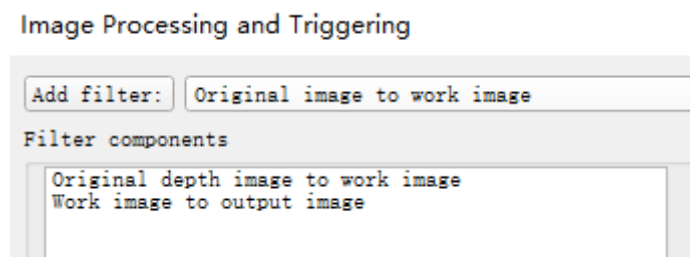 Image Processing and Triggering
Add filter: Original image to work image
Filter components
Original depth image to work image
Work image to output image